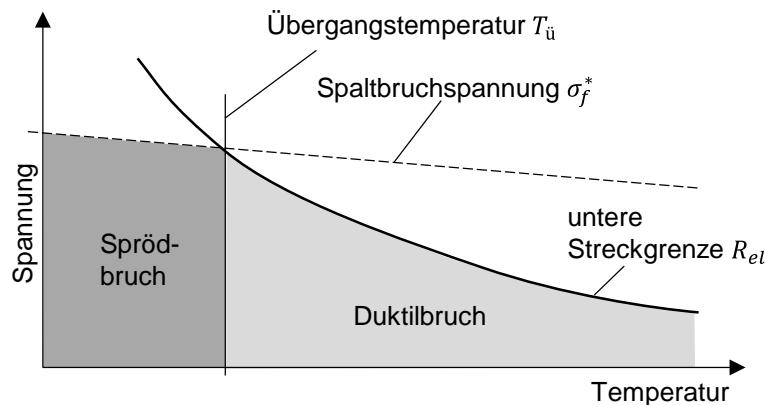 Übergangstemperatur Tü
Spaltbruchspannung σf*
Spannung
Spröd-
bruch
untere
Streckgrenze Rel
Duktilbruch
Temperatur